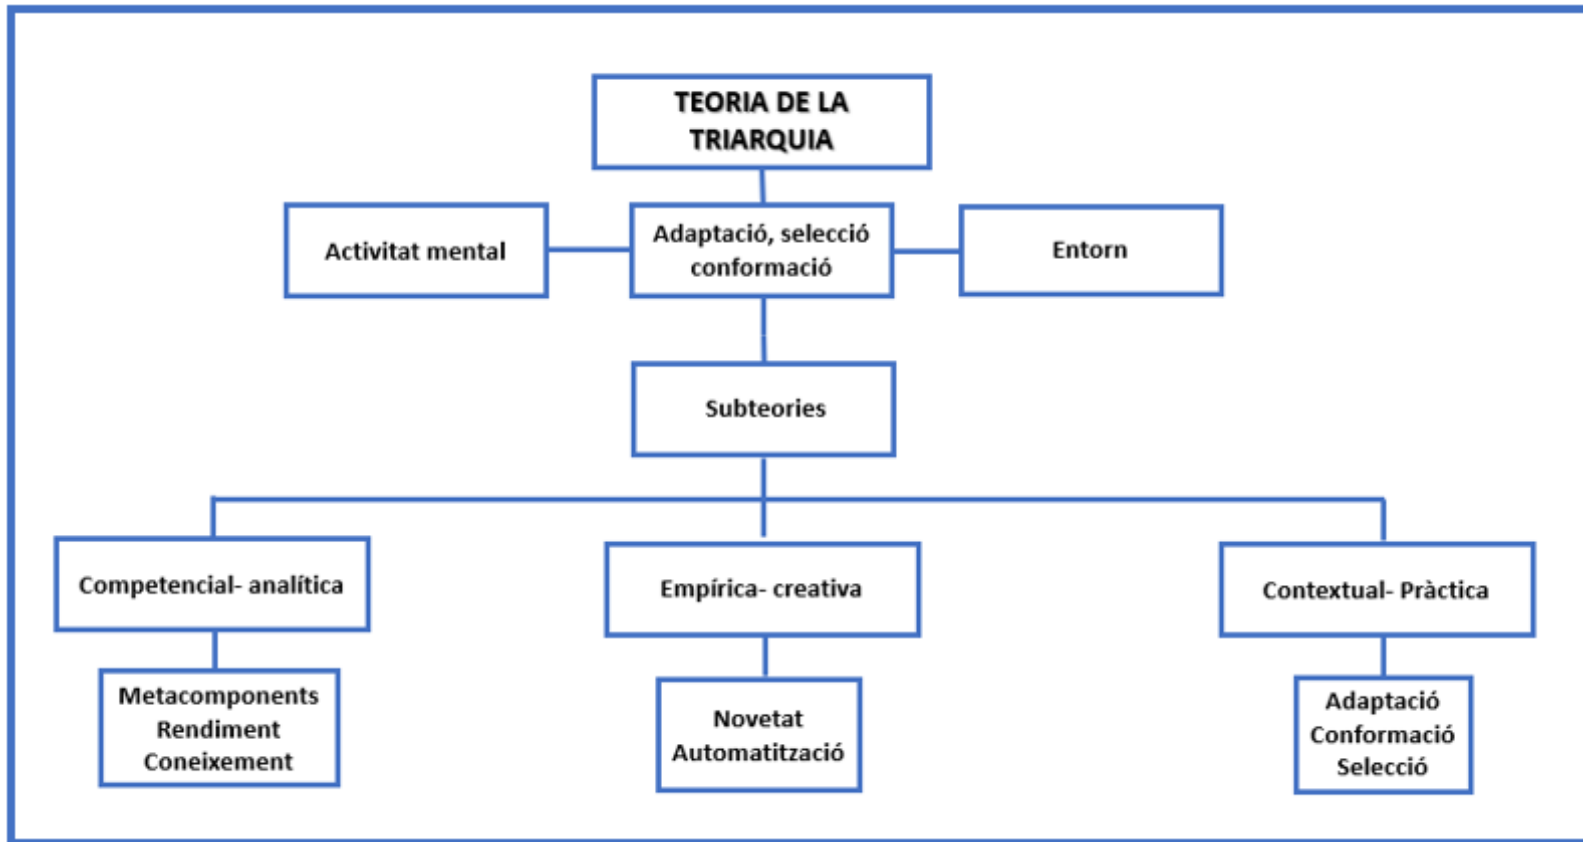 TEORIA DE LA
TRIARQUIA
Activitat mental
Adaptació, selecció
conformació
Entorn
Subteories
Competencial- analítica
Empírica- creativa
Contextual- Pràctica
Metacomponents
Rendiment
Coneixement
Novetat
Automatització
Adaptació
Conformació
Selecció